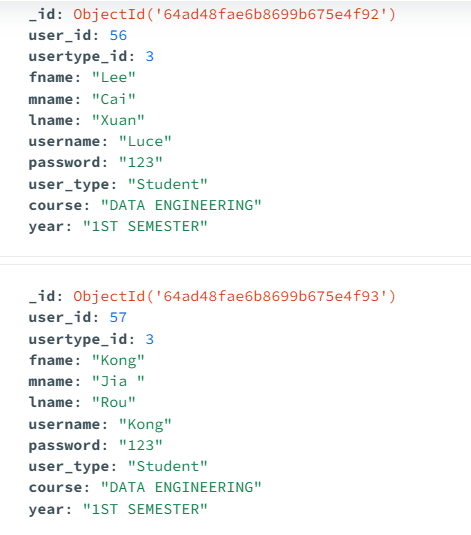 _id: ObjectId('64ad48fae6b8699b675e4f92')
user_id: 56
usertype_id: 3
fname: "Lee"
mname: "Cai"
lname: "Xuan"
username: "Luce"
password: "123"
user_type: "Student"
course: "DATA ENGINEERING"
year: "1ST SEMESTER"
_id: ObjectId('64ad48fae6b8699b675e4f93')
user_id: 57
usertype_id: 3
fname: "Kong"
mname: "Jia "
lname: "Rou"
username: "Kong"
password: "123"
user_type: "Student"
course: "DATA ENGINEERING"
year: "1ST SEMESTER"